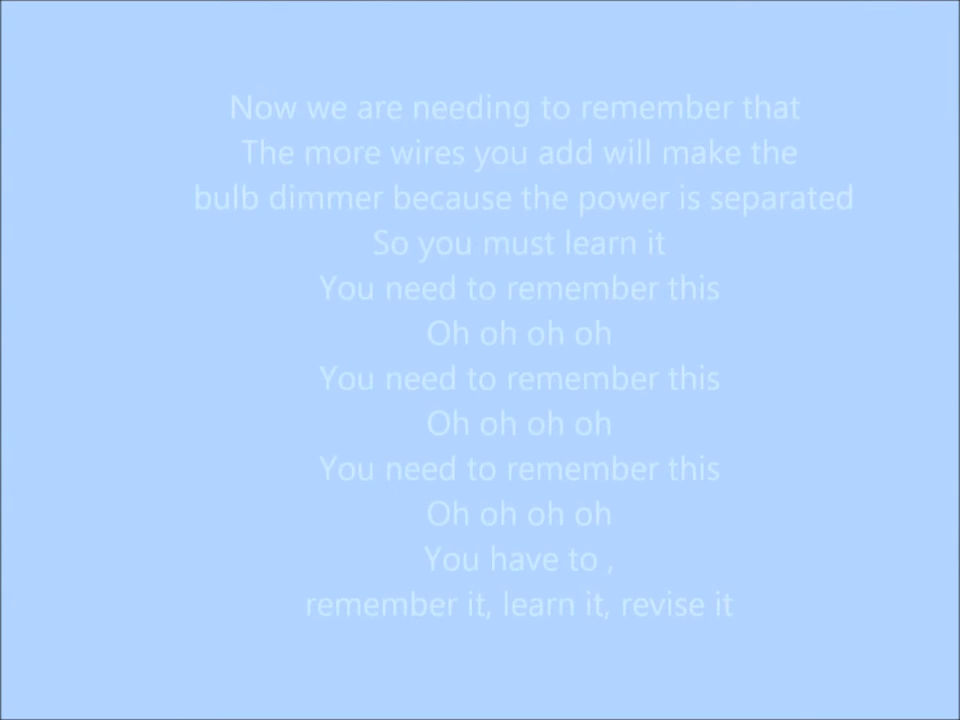 Now we are needing to remember that
The more wires you add will make the
bulb dimmer because the power is separated
So you must learn it
You need to remember this
Oh oh oh oh
You need to remember this
Oh oh oh oh
You need to remember this
Oh oh oh oh
You have to ,
remember it, learn it, revise it